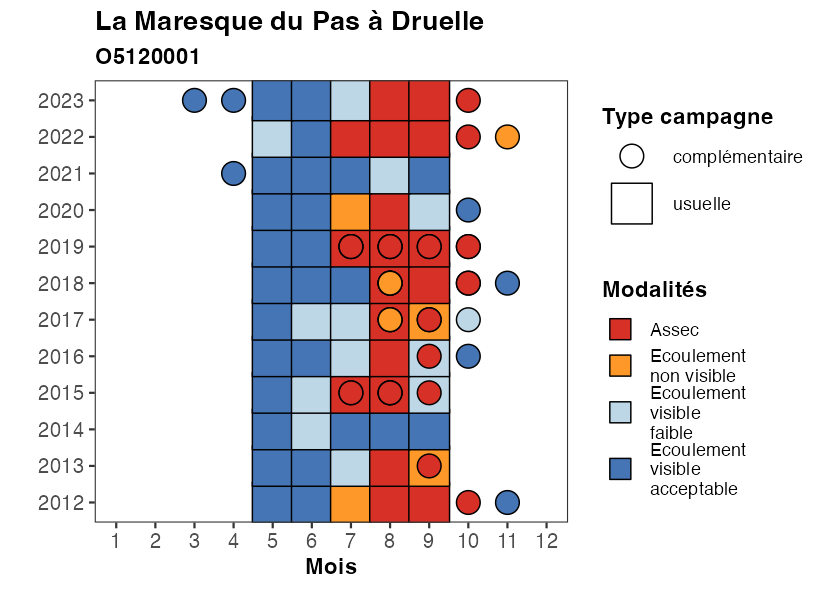 La Maresque du Pas à Druelle
O5120001
2023
2022
2021
2020
2019
2018
2017
2016
2015
2014
2013
2012
1 2 3 4 5 6 7 8 9 10 11 12
Mois
Type campagne
complémentaire
usuelle
Modalités
Assec
Ecoulement
non visible
Ecoulement
visible
faible
Ecoulement
visible
acceptable